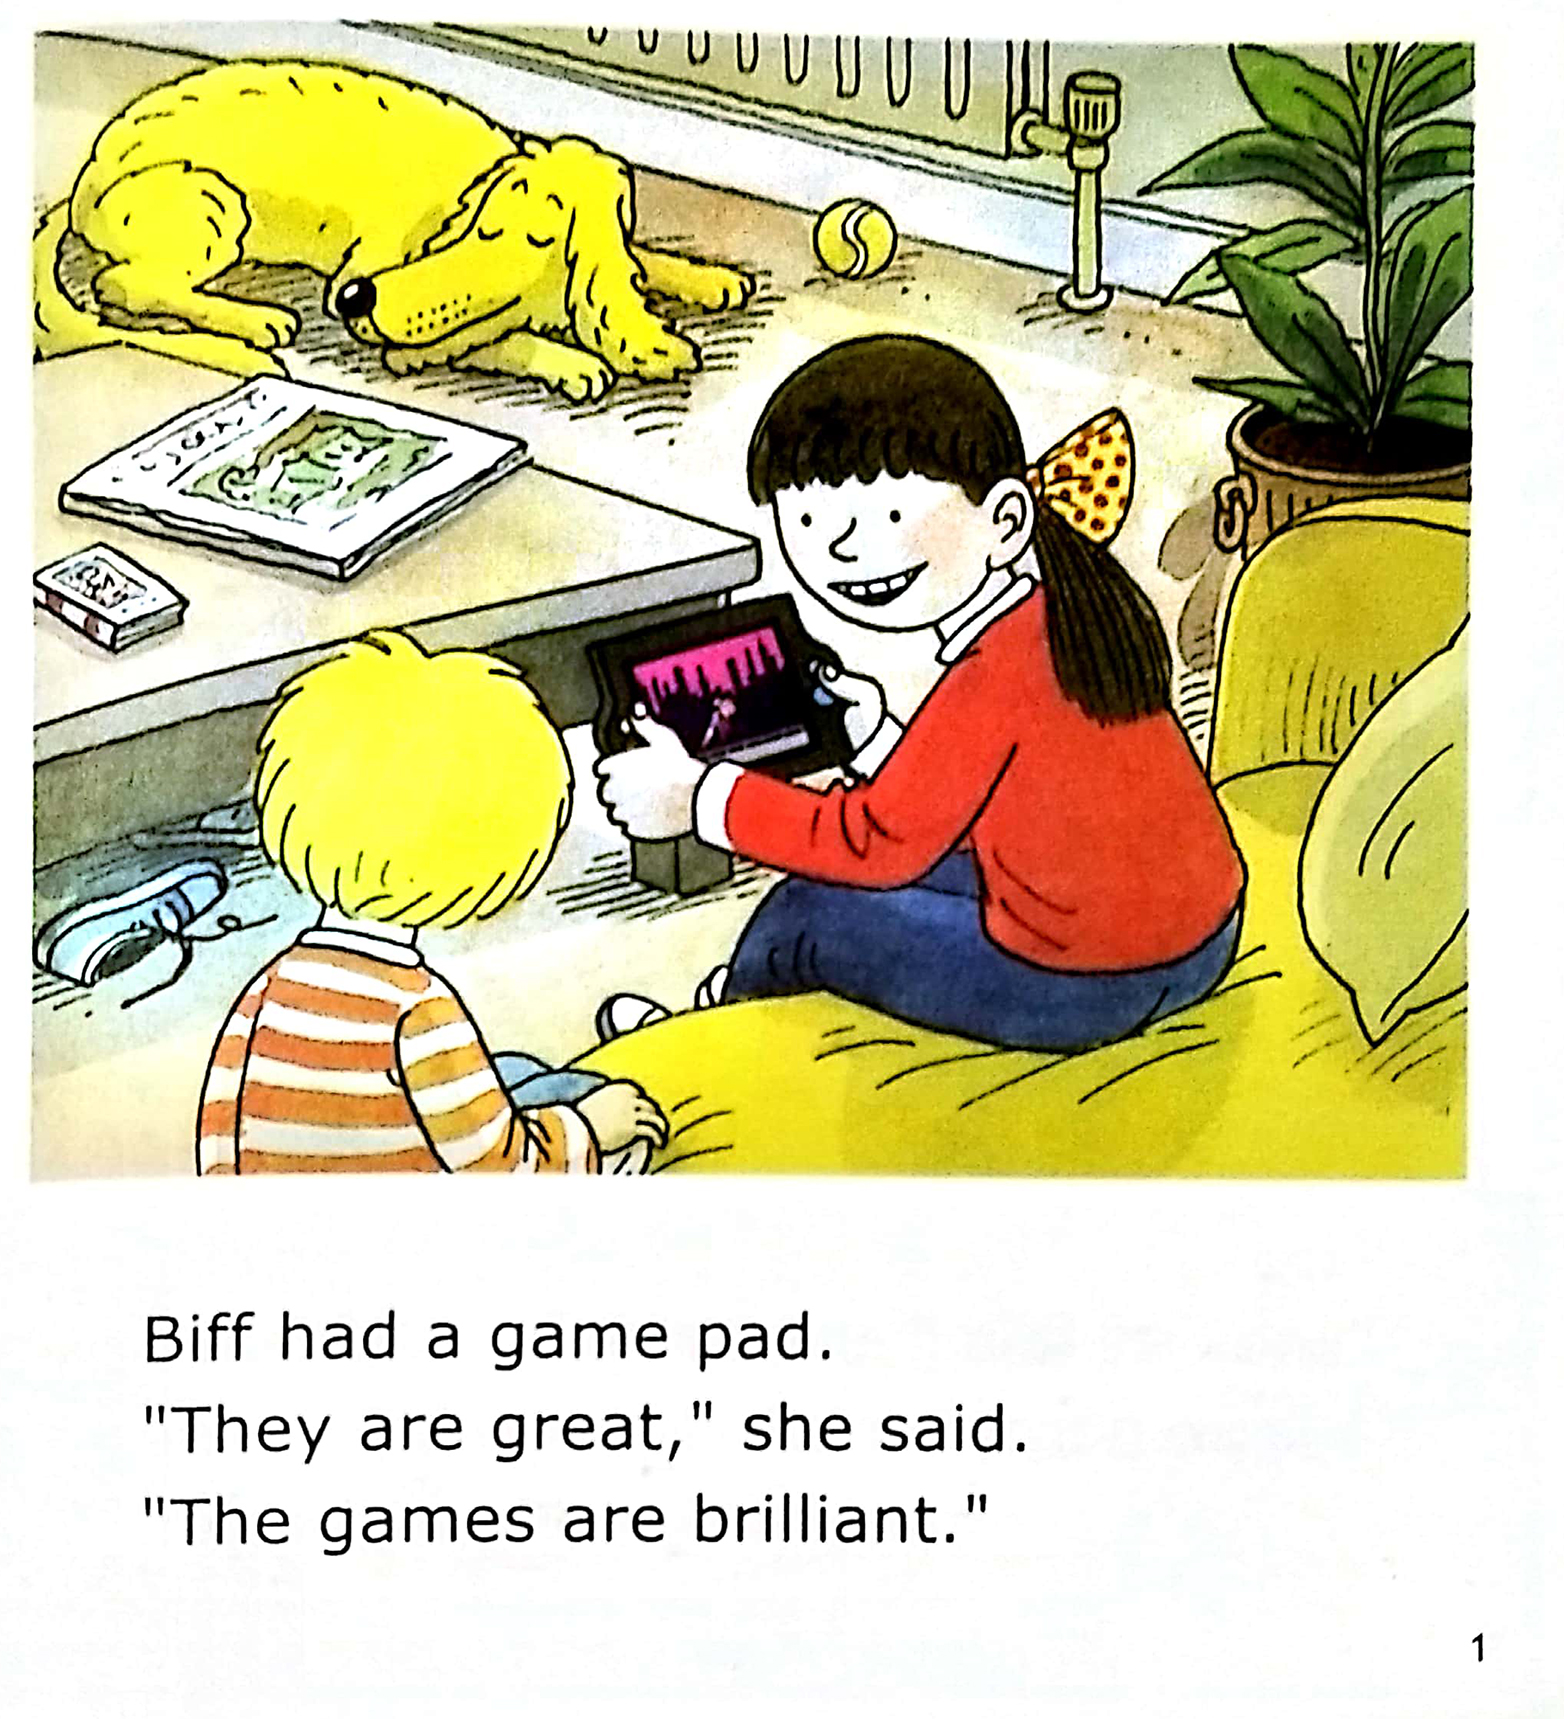 Biff had a game pad.
"They are great," she said.
"The games are brilliant."
1